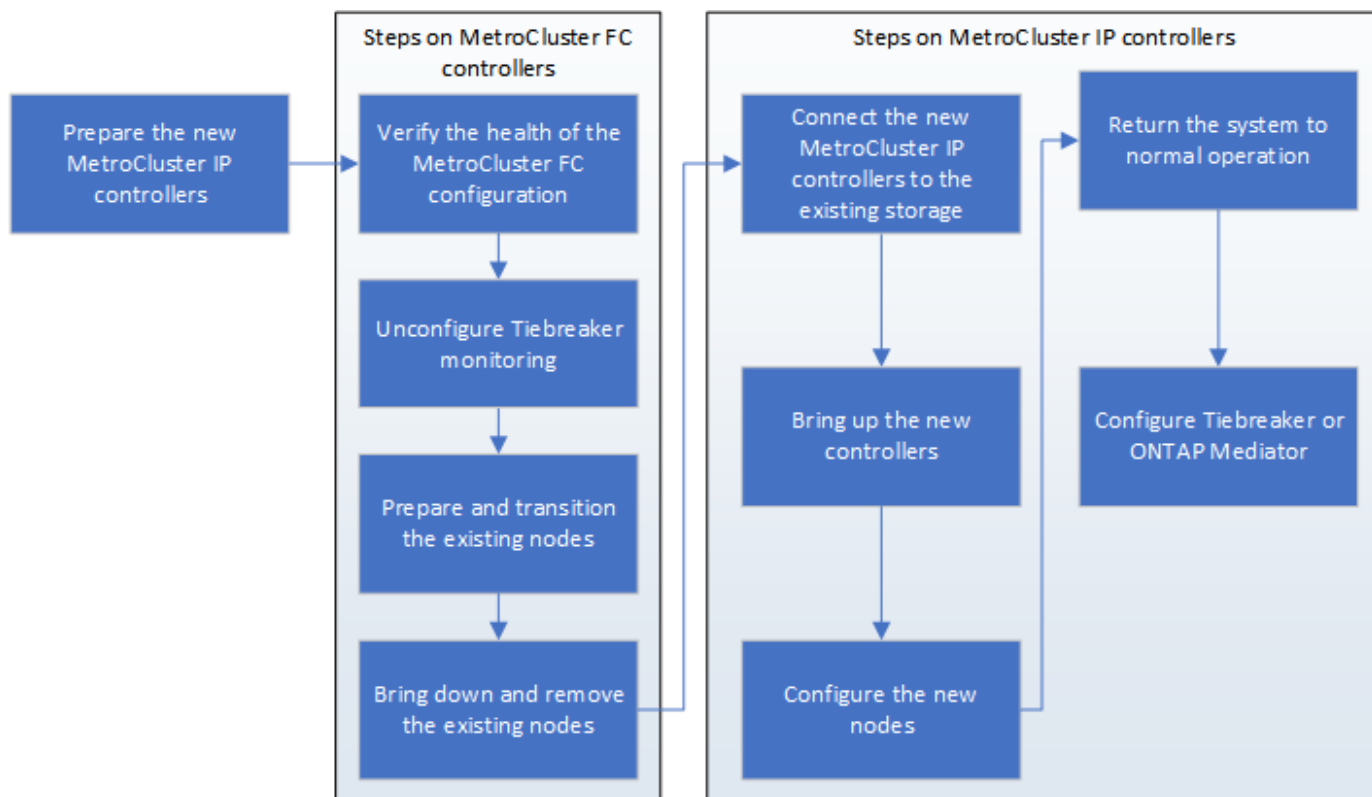 Prepare the new
MetroCluster IP
controllers
Steps on MetroCluster FC
controllers
Verify the health of the
MetroCluster FC
configuration
Unconfigure Tiebreaker
monitoring
Prepare and transition
the existing nodes
Bring down and remove
the existing nodes
Steps on MetroCluster IP controllers
Connect the new
MetroCluster IP
controllers to the
existing storage
Bring up the new
controllers
Configure the new
nodes
Return the system to
normal operation
Configure Tiebreaker or
ONTAP Mediator